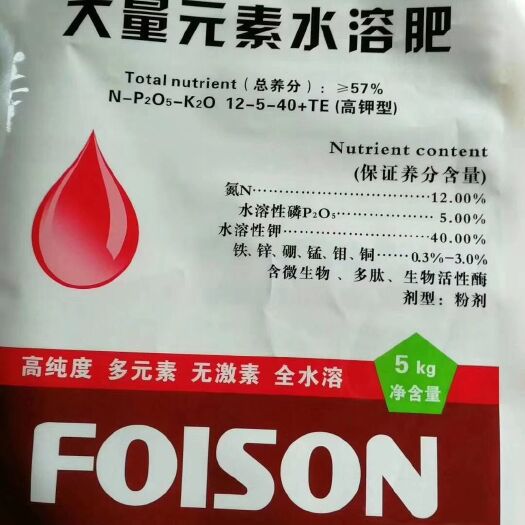 大量元素水溶肥
Total nutrient（总养分）：≥57%
N-P₂O₅-K₂O 12-5-40+TE（高钾型）
Nutrient content
(保证养分含量)
氮N……………………………12.00%
水溶性磷P₂O₅………………5.00%
水溶性钾……………………40.00%
铁、锌、硼、锰、钼、铜……0.3%-3.0%
含微生物 、多肽、生物活性酶
剂型：粉剂
高纯度 多元素 无激素 全水溶
5 kg
净含量
FOISON